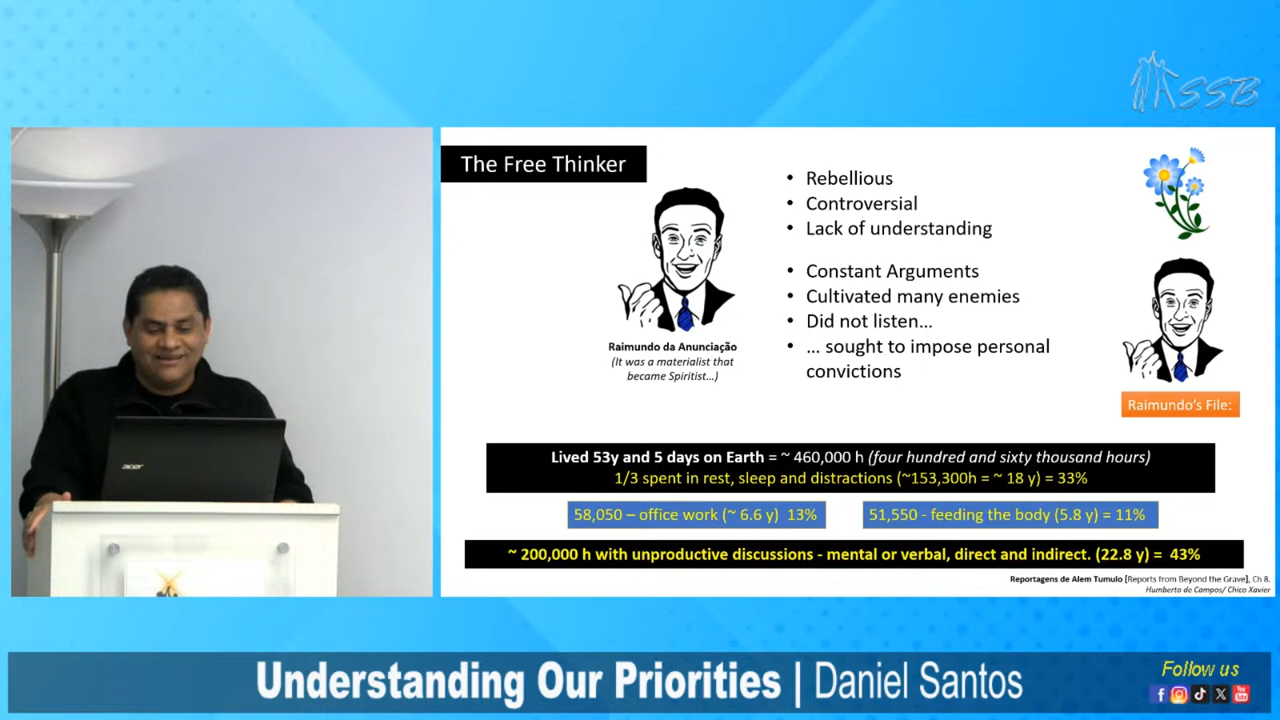 SSB
The Free Thinker
Raimundo da Anunciação
(It was a materialist that
became Spiritist...)
• Rebellious
• Controversial
• Lack of understanding
• Constant Arguments
• Cultivated many enemies
• Did not listen...
• ... sought to impose personal
convictions
Raimundo's File:
Lived 53y and 5 days on Earth = ~ 460,000 h (four hundred and sixty thousand hours)
1/3 spent in rest, sleep and distractions (~153,300h = ~ 18 y) = 33%
58,050 – office work (~ 6.6 y) 13%
51,550 - feeding the body (5.8 y) = 11%
~ 200,000 h with unproductive discussions - mental or verbal, direct and indirect. (22.8 y) = 43%
Reportagens de Alem Tumulo [Reports from Beyond the Grave], Ch 8.
Humberto de Campos/ Chico Xavier
acer
Understanding Our Priorities | Daniel Santos
Follow us